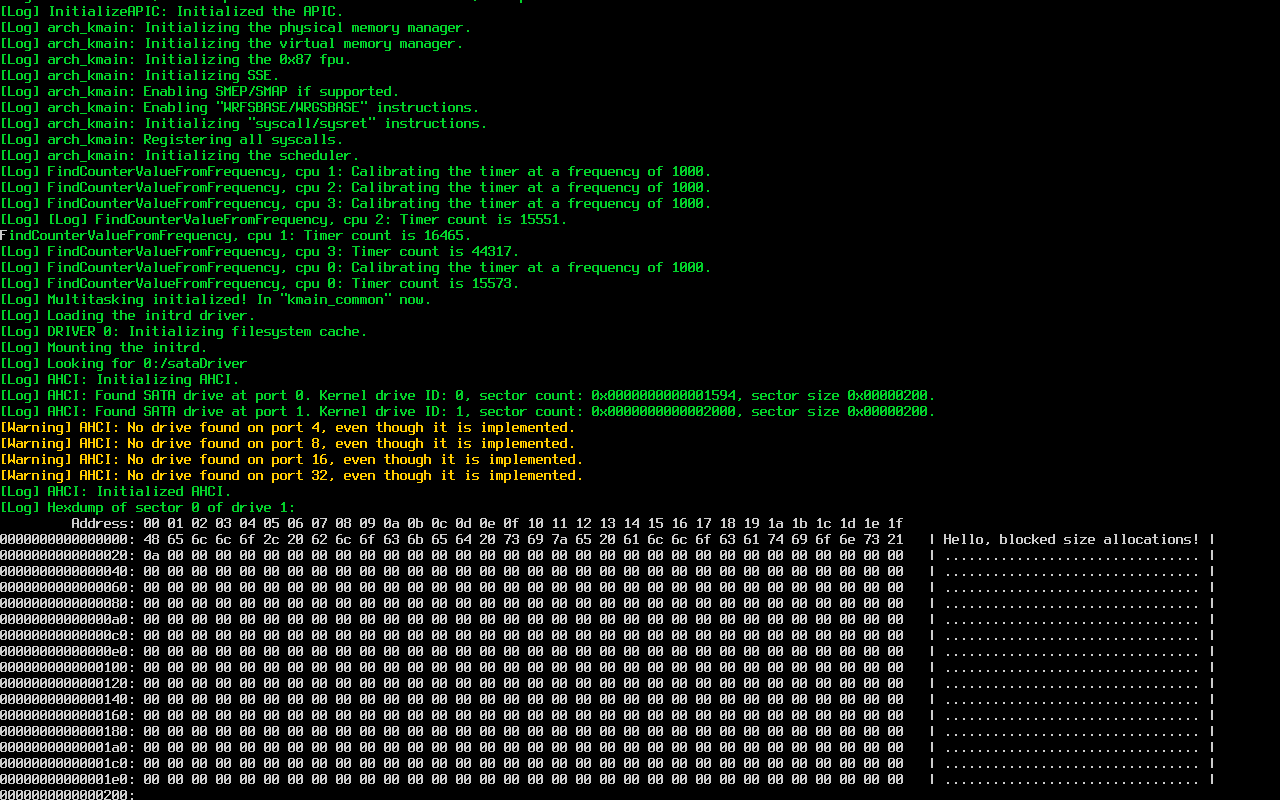 [Log] InitializeAPIC: Initialized the APIC.
[Log] arch_kmain: Initializing the physical memory manager.
[Log] arch_kmain: Initializing the virtual memory manager.
[Log] arch_kmain: Initializing the 0x87 fpu.
[Log] arch_kmain: Initializing SSE.
[Log] arch_kmain: Enabling SMEP/SMAP if supported.
[Log] arch_kmain: Enabling "WRFSBASE/WRGSBASE" instructions.
[Log] arch_kmain: Initializing "syscall/sysret" instructions.
[Log] arch_kmain: Registering all syscalls.
[Log] arch_kmain: Initializing the scheduler.
[Log] FindCounterValueFromFrequency, cpu 1: Calibrating the timer at a frequency of 1000.
[Log] FindCounterValueFromFrequency, cpu 2: Calibrating the timer at a frequency of 1000.
[Log] FindCounterValueFromFrequency, cpu 3: Calibrating the timer at a frequency of 1000.
[Log] [Log] FindCounterValueFromFrequency, cpu 2: Timer count is 15551.
FindCounterValueFromFrequency, cpu 1: Timer count is 16465.
[Log] FindCounterValueFromFrequency, cpu 3: Timer count is 44317.
[Log] FindCounterValueFromFrequency, cpu 0: Calibrating the timer at a frequency of 1000.
[Log] FindCounterValueFromFrequency, cpu 0: Timer count is 15573.
[Log] Multitasking initialized! In "kmain_common" now.
[Log] Loading the initrd driver.
[Log] DRIVER 0: Initializing filesystem cache.
[Log] Mounting the initrd.
[Log] Looking for 0:/sataDriver
[Log] AHCI: Initializing AHCI.
[Log] AHCI: Found SATA drive at port 0. Kernel drive ID: 0, sector count: 0x0000000000001594, sector size 0x00000200.
[Log] AHCI: Found SATA drive at port 1. Kernel drive ID: 1, sector count: 0x0000000000002000, sector size 0x00000200.
[Warning] AHCI: No drive found on port 4, even though it is implemented.
[Warning] AHCI: No drive found on port 8, even though it is implemented.
[Warning] AHCI: No drive found on port 16, even though it is implemented.
[Warning] AHCI: No drive found on port 32, even though it is implemented.
[Log] AHCI: Initialized AHCI.
[Log] Hexdump of sector 0 of drive 1:
Address: 00 01 02 03 04 05 06 07 08 09 0a 0b 0c 0d 0e 0f 10 11 12 13 14 15 16 17 18 19 1a 1b 1c 1d 1e 1f
0000000000000000: 48 65 6c 6c 6f 2c 20 62 6c 6f 63 6b 65 64 20 73 69 7a 65 20 61 6c 6c 6f 63 61 74 69 6f 6e 73 21 | Hello, blocked size allocations! |
0000000000000020: 0a 00 00 00 00 00 00 00 00 00 00 00 00 00 00 00 00 00 00 00 00 00 00 00 00 00 00 00 00 00 00 00 | ................................ |
0000000000000040: 00 00 00 00 00 00 00 00 00 00 00 00 00 00 00 00 00 00 00 00 00 00 00 00 00 00 00 00 00 00 00 00 | ................................ |
0000000000000060: 00 00 00 00 00 00 00 00 00 00 00 00 00 00 00 00 00 00 00 00 00 00 00 00 00 00 00 00 00 00 00 00 | ................................ |
0000000000000080: 00 00 00 00 00 00 00 00 00 00 00 00 00 00 00 00 00 00 00 00 00 00 00 00 00 00 00 00 00 00 00 00 | ................................ |
00000000000000a0: 00 00 00 00 00 00 00 00 00 00 00 00 00 00 00 00 00 00 00 00 00 00 00 00 00 00 00 00 00 00 00 00 | ................................ |
00000000000000c0: 00 00 00 00 00 00 00 00 00 00 00 00 00 00 00 00 00 00 00 00 00 00 00 00 00 00 00 00 00 00 00 00 | ................................ |
00000000000000e0: 00 00 00 00 00 00 00 00 00 00 00 00 00 00 00 00 00 00 00 00 00 00 00 00 00 00 00 00 00 00 00 00 | ................................ |
0000000000000100: 00 00 00 00 00 00 00 00 00 00 00 00 00 00 00 00 00 00 00 00 00 00 00 00 00 00 00 00 00 00 00 00 | ................................ |
0000000000000120: 00 00 00 00 00 00 00 00 00 00 00 00 00 00 00 00 00 00 00 00 00 00 00 00 00 00 00 00 00 00 00 00 | ................................ |
0000000000000140: 00 00 00 00 00 00 00 00 00 00 00 00 00 00 00 00 00 00 00 00 00 00 00 00 00 00 00 00 00 00 00 00 | ................................ |
0000000000000160: 00 00 00 00 00 00 00 00 00 00 00 00 00 00 00 00 00 00 00 00 00 00 00 00 00 00 00 00 00 00 00 00 | ................................ |
0000000000000180: 00 00 00 00 00 00 00 00 00 00 00 00 00 00 00 00 00 00 00 00 00 00 00 00 00 00 00 00 00 00 00 00 | ................................ |
00000000000001a0: 00 00 00 00 00 00 00 00 00 00 00 00 00 00 00 00 00 00 00 00 00 00 00 00 00 00 00 00 00 00 00 00 | ................................ |
00000000000001c0: 00 00 00 00 00 00 00 00 00 00 00 00 00 00 00 00 00 00 00 00 00 00 00 00 00 00 00 00 00 00 00 00 | ................................ |
00000000000001e0: 00 00 00 00 00 00 00 00 00 00 00 00 00 00 00 00 00 00 00 00 00 00 00 00 00 00 00 00 00 00 00 00 | ................................ |
0000000000000200: